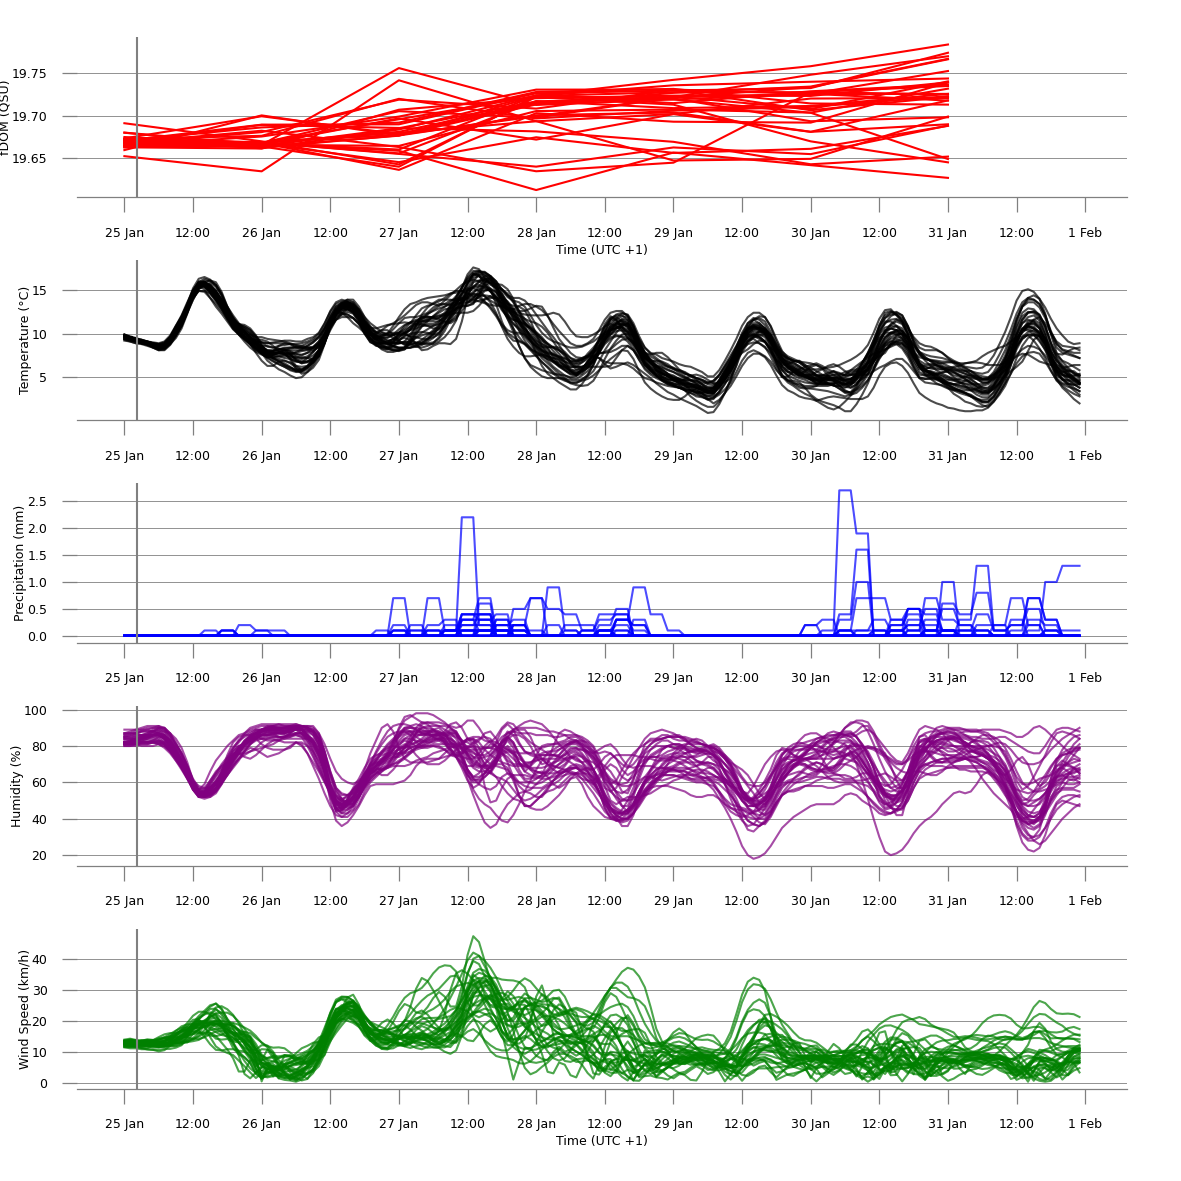 fDOM (QSU)
19.75
19.70
19.65
25 Jan 12:00 26 Jan 12:00 27 Jan 12:00 28 Jan 12:00 29 Jan 12:00 30 Jan 12:00 31 Jan 12:00 1 Feb
Time (UTC +1)
Temperature (°C)
15
10
5
25 Jan 12:00 26 Jan 12:00 27 Jan 12:00 28 Jan 12:00 29 Jan 12:00 30 Jan 12:00 31 Jan 12:00 1 Feb
Precipitation (mm)
2.5
2.0
1.5
1.0
0.5
0.0
25 Jan 12:00 26 Jan 12:00 27 Jan 12:00 28 Jan 12:00 29 Jan 12:00 30 Jan 12:00 31 Jan 12:00 1 Feb
Humidity (%)
100
80
60
40
20
25 Jan 12:00 26 Jan 12:00 27 Jan 12:00 28 Jan 12:00 29 Jan 12:00 30 Jan 12:00 31 Jan 12:00 1 Feb
Wind Speed (km/h)
40
30
20
10
0
25 Jan 12:00 26 Jan 12:00 27 Jan 12:00 28 Jan 12:00 29 Jan 12:00 30 Jan 12:00 31 Jan 12:00 1 Feb
Time (UTC +1)